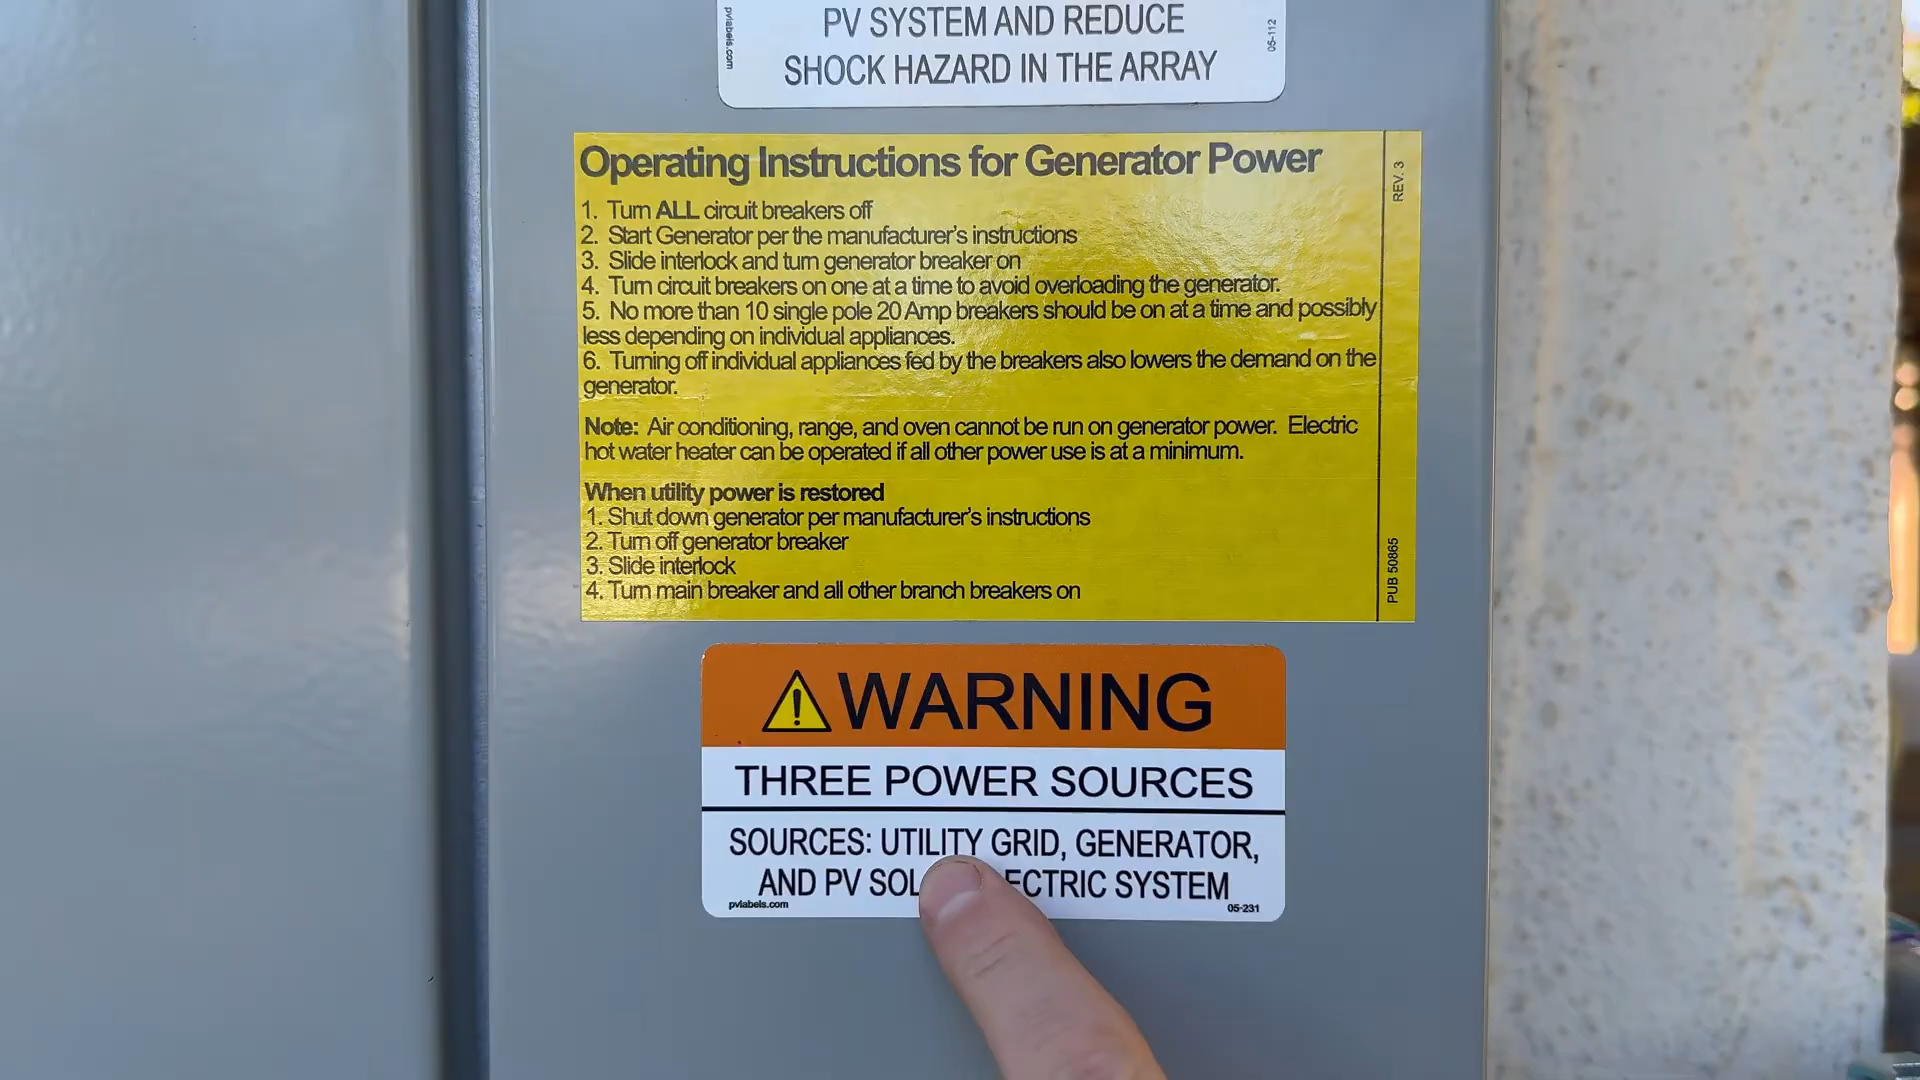 PV SYSTEM AND REDUCE
SHOCK HAZARD IN THE ARRAY
pvlabels.com
05-112
Operating Instructions for Generator Power
1. Turn ALL circuit breakers off
2. Start Generator per the manufacturer's instructions
3. Slide interlock and turn generator breaker on
4. Turn circuit breakers on one at a time to avoid overloading the generator.
5. No more than 10 single pole 20 Amp breakers should be on at a time and possibly
less depending on individual appliances.
6. Turning off individual appliances fed by the breakers also lowers the demand on the
generator.
Note: Air conditioning, range, and oven cannot be run on generator power. Electric
hot water heater can be operated if all other power use is at a minimum.
When utility power is restored
1. Shut down generator per manufacturer's instructions
2. Turn off generator breaker
3. Slide interlock
4. Turn main breaker and all other branch breakers on
REV. 3
PUB 50865
WARNING
THREE POWER SOURCES
SOURCES: UTILITY GRID, GENERATOR,
AND PV SYSTEM
pvlabels.com
05-231